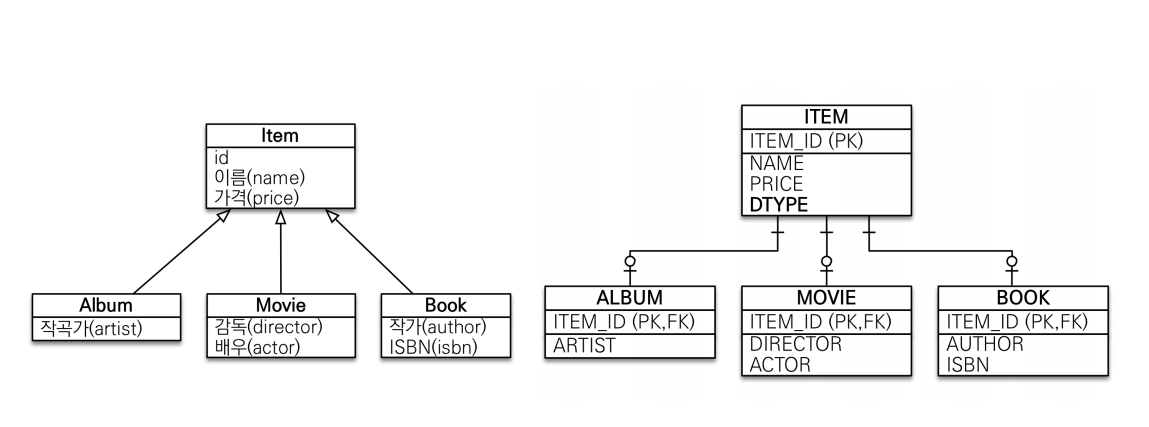 Item
id
이름(name)
가격(price)
Album
작곡가(artist)
Movie
감독(director)
배우(actor)
Book
작가(author)
ISBN(isbn)
ITEM
ITEM_ID (PK)
NAME
PRICE
DTYPE
ALBUM
ITEM_ID (PK,FK)
ARTIST
MOVIE
ITEM_ID (PK,FK)
DIRECTOR
ACTOR
BOOK
ITEM_ID (PK,FK)
AUTHOR
ISBN